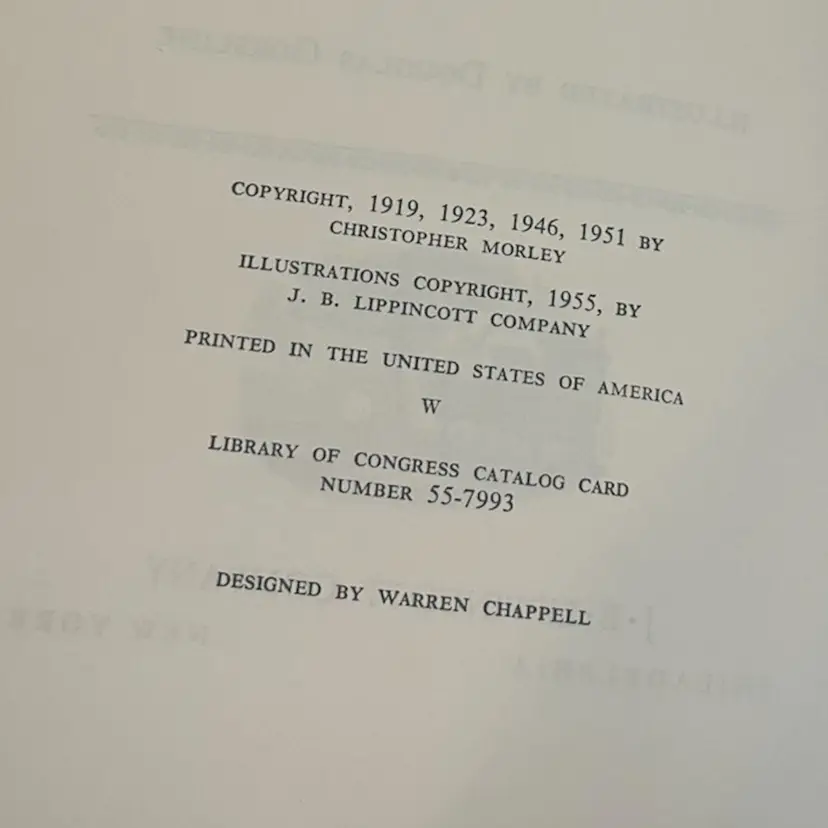 COPYRIGHT, 1919, 1923, 1946, 1951 BY
CHRISTOPHER MORLEY
ILLUSTRATIONS COPYRIGHT, 1955, BY
J. B. LIPPINCOTT COMPANY
PRINTED IN THE UNITED STATES OF AMERICA
W
LIBRARY OF CONGRESS CATALOG CARD
NUMBER 55-7993
DESIGNED BY WARREN CHAPPELL